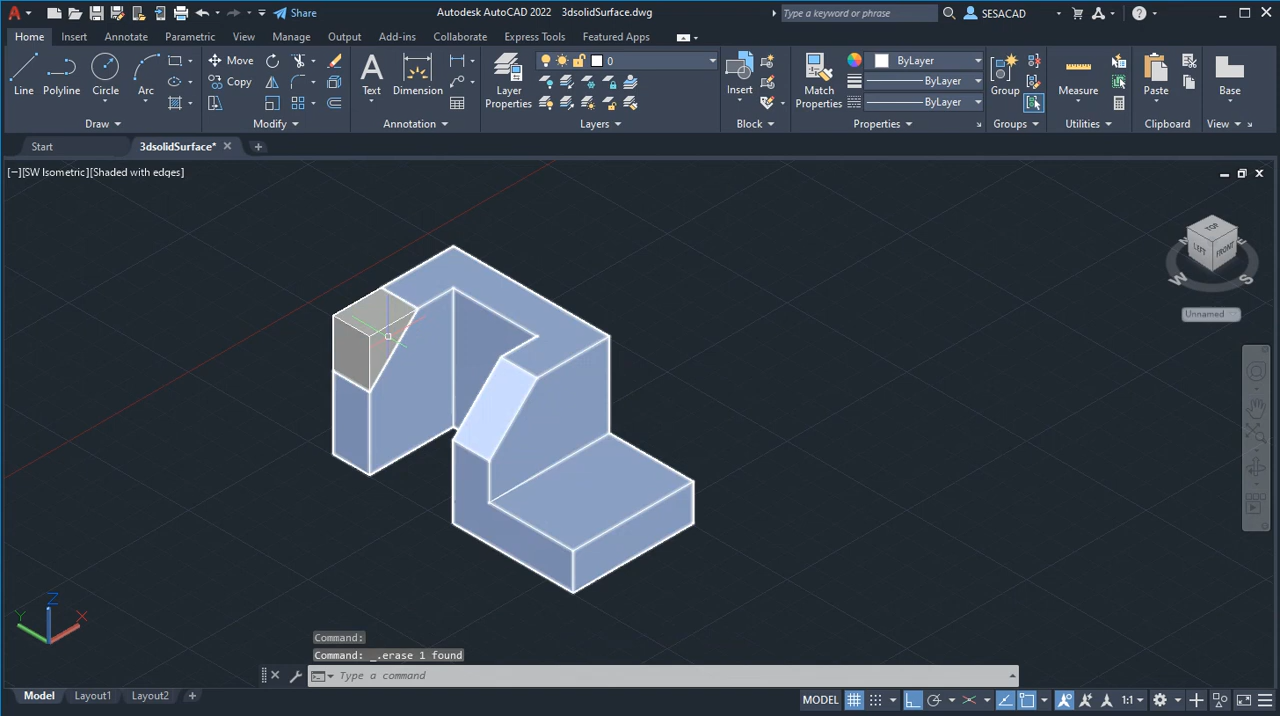 Share
Autodesk AutoCAD 2022 3dsolidSurface.dwg
Type a keyword or phrase
SESACAD
Home Insert Annotate Parametric View Manage Output Add-ins Collaborate Express Tools Featured Apps
Line
Polyline
Circle
Arc
Draw
Move
Copy
Modify
Text
Dimension
Annotation
Layer
Properties
0
Layers
Insert
Block
Match
Properties
ByLayer
ByLayer
ByLayer
Properties
Group
Groups
Measure
Utilities
Paste
Clipboard
Base
View
Start
3dsolidSurface*
[−][SW Isometric][Shaded with edges]
TOP
LEFT
FRONT
W
S
Unnamed
Z
Y
X
Command:
Command: _.erase 1 found
Type a command
Model Layout1 Layout2
MODEL
1:1